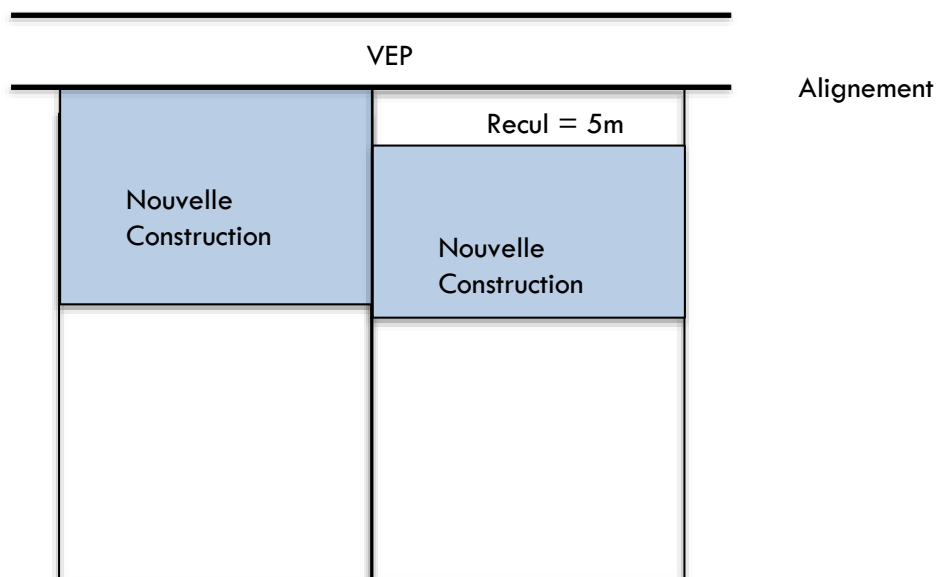 VEP
Alignement
Recul = 5m
Nouvelle
Construction
Nouvelle
Construction